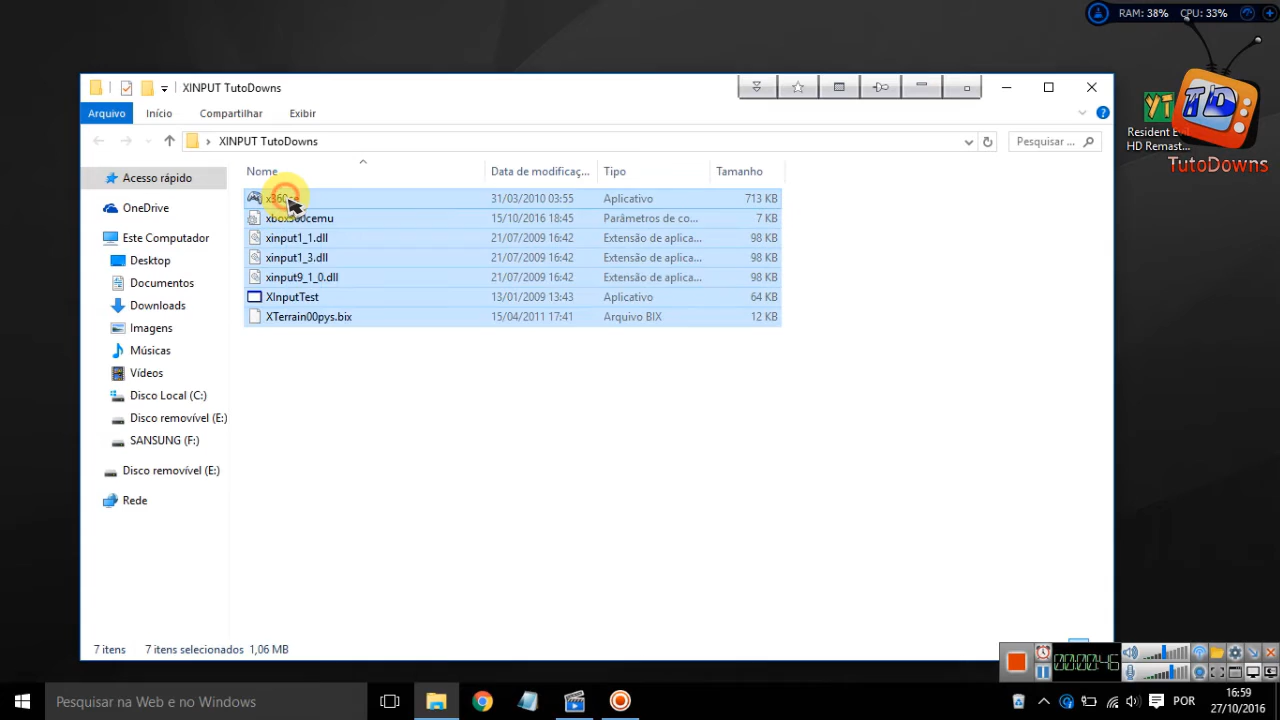 RAM: 38% CPU: 33%
XINPUT TutoDowns
Arquivo Início Compartilhar Exibir
XINPUT TutoDowns Pesquisar ...
Nome Data de modificaç... Tipo Tamanho
Resident Evil
HD Remast...
TD
TutoDowns
Acesso rápido
OneDrive
Este Computador
Desktop
Documentos
Downloads
Imagens
Músicas
Vídeos
Disco Local (C:)
Disco removível (E:)
SANSUNG (F:)
Disco removível (E:)
Rede
31/03/2010 03:55 Aplicativo 713 KB
xbox360cemu 15/10/2016 18:45 Parâmetros de co... 7 KB
xinput1_1.dll 21/07/2009 16:42 Extensão de aplica... 98 KB
xinput1_3.dll 21/07/2009 16:42 Extensão de aplica... 98 KB
xinput9_1_0.dll 21/07/2009 16:42 Extensão de aplica... 98 KB
XInputTest 13/01/2009 13:43 Aplicativo 64 KB
XTerrain00pys.bix 15/04/2011 17:41 Arquivo BIX 12 KB
7 itens 7 itens selecionados 1,06 MB
00:00:46
Pesquisar na Web e no Windows
POR
16:59
27/10/2016